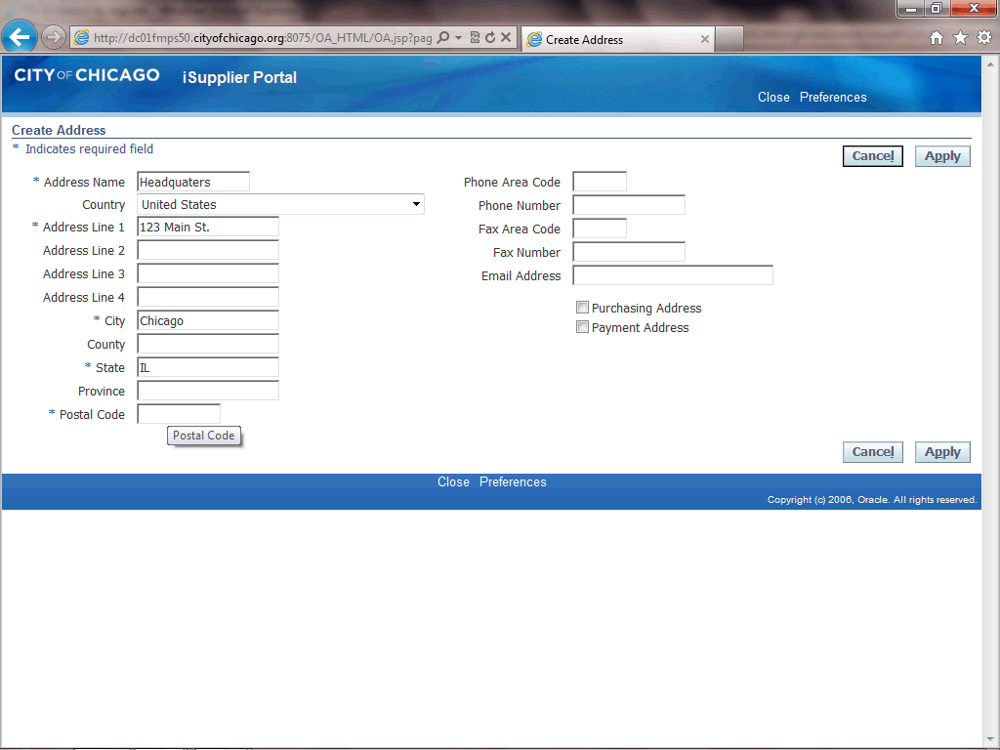 http://dc01fmps50.cityofchicago.org:8075/OA_HTML/OA.jsp?pag
Create Address
CITY OF CHICAGO iSupplier Portal
Close Preferences
Create Address
* Indicates required field
Cancel Apply
* Address Name Headquaters
Country United States
* Address Line 1 123 Main St.
Address Line 2
Address Line 3
Address Line 4
* City Chicago
County
* State IL
Province
* Postal Code
Postal Code
Phone Area Code
Phone Number
Fax Area Code
Fax Number
Email Address
Purchasing Address
Payment Address
Cancel Apply
Close Preferences
Copyright (c) 2006, Oracle. All rights reserved.